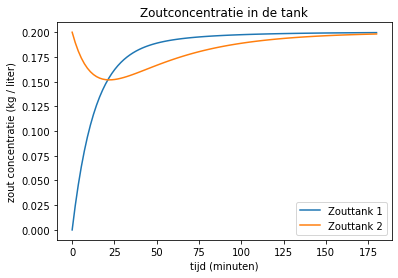 Zoutconcentratie in de tank
zout concentratie (kg / liter)
0.200
0.175
0.150
0.125
0.100
0.075
0.050
0.025
0.000
Zouttank 1
Zouttank 2
0 25 50 75 100 125 150 175
tijd (minuten)